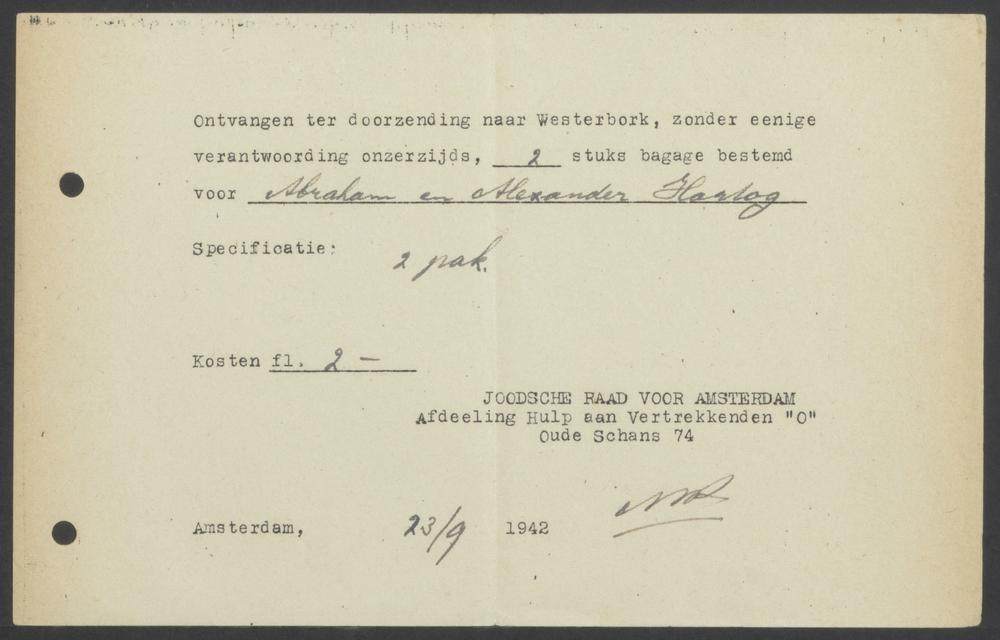 Ontvangen ter doorzending naar Westerbork, zonder eenige
verantwoording onzerzijds, 2 stuks bagage bestemd
voor Abraham en Alexander Hartog
Specificatie:
2 pak.
Kosten fl. 2 —
JOODSCHE RAAD VOOR AMSTERDAM
Afdeeling Hulp aan Vertrekkenden "O"
Oude Schans 74
Amsterdam, 23/9 1942